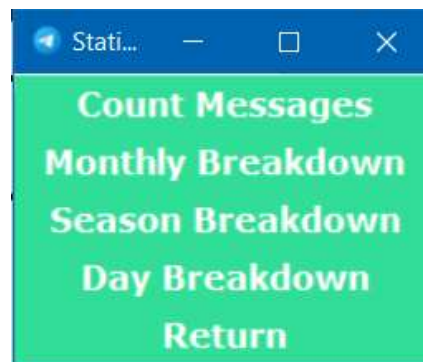 Stati...
Count Messages
Monthly Breakdown
Season Breakdown
Day Breakdown
Return